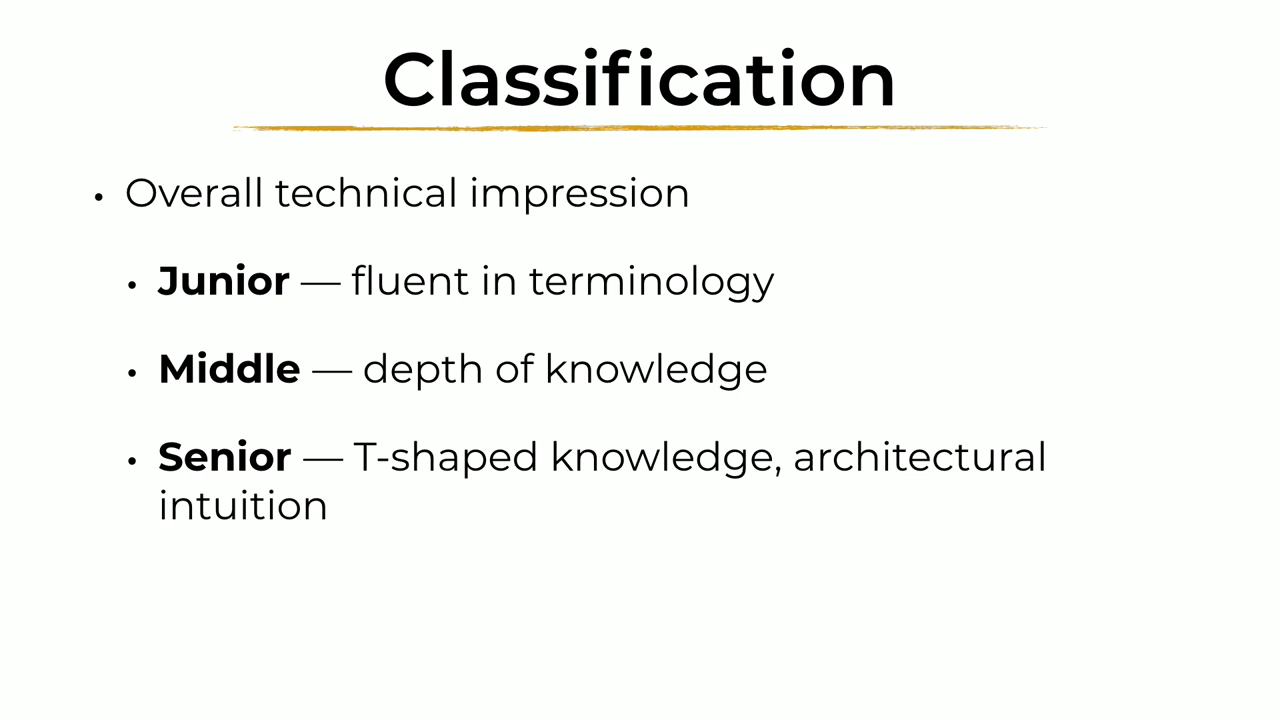 Classification
• Overall technical impression
• Junior — fluent in terminology
• Middle — depth of knowledge
• Senior — T-shaped knowledge, architectural
intuition